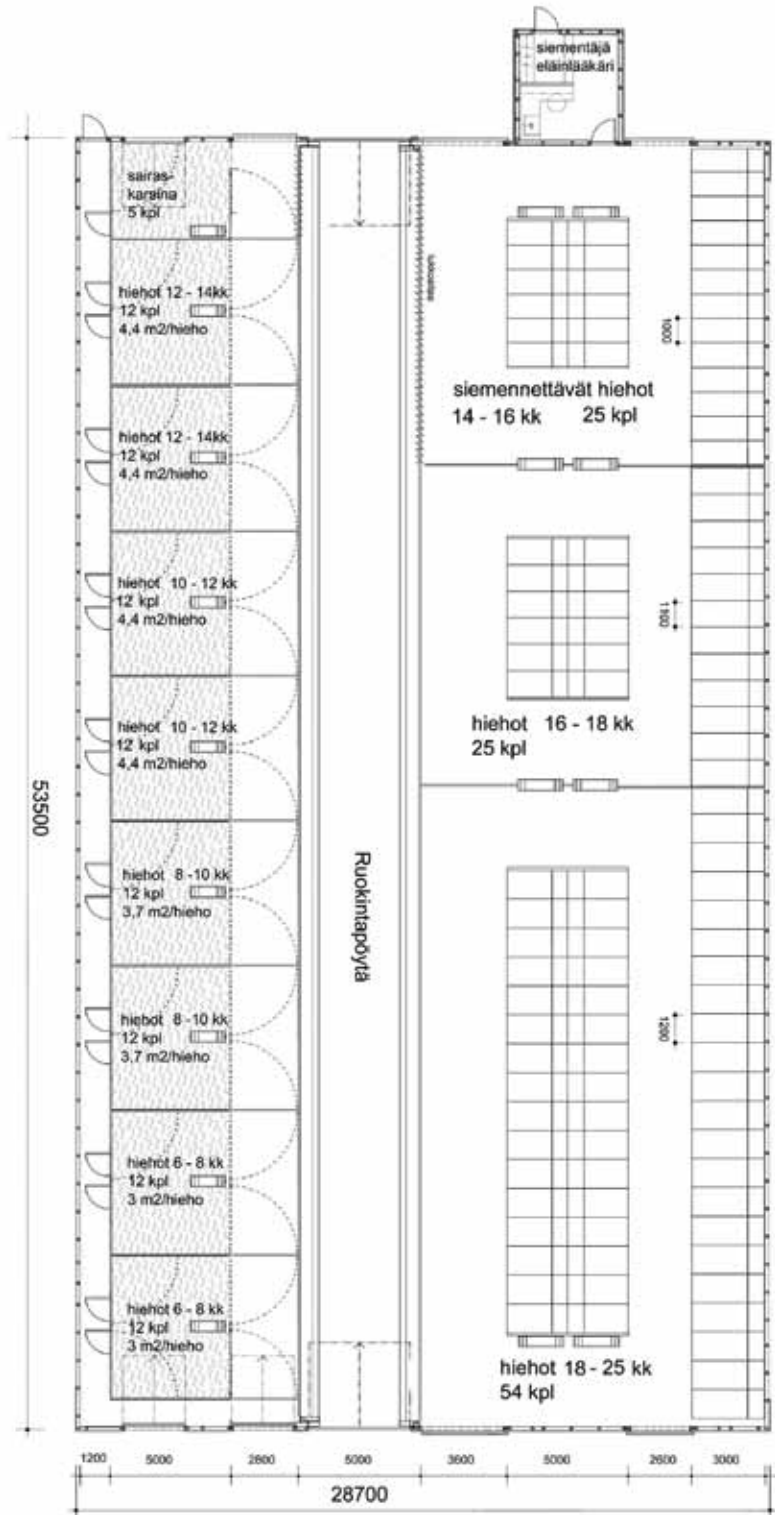 siementäjä
eläinlääkäri
sairas-
karsina
5 kpl
hiehot 12 - 14kk
12 kpl
4,4 m2/hieho
hiehot 12 - 14kk
12 kpl
4,4 m2/hieho
hiehot 10 - 12 kk
12 kpl
4,4 m2/hieho
hiehot 10 - 12 kk
12 kpl
4,4 m2/hieho
hiehot 8 -10 kk
12 kpl
3,7 m2/hieho
hiehot 8 -10 kk
12 kpl
3,7 m2/hieho
hiehot 6 - 8 kk
12 kpl
3 m2/hieho
hiehot 6 - 8 kk
12 kpl
3 m2/hieho
53500
Ruokintapöytä
1000
siemennettävät hiehot
14 - 16 kk 25 kpl
1100
hiehot 16 - 18 kk
25 kpl
1200
hiehot 18 - 25 kk
54 kpl
1200 5000 2800 5000 3600 5000 2600 3000
28700